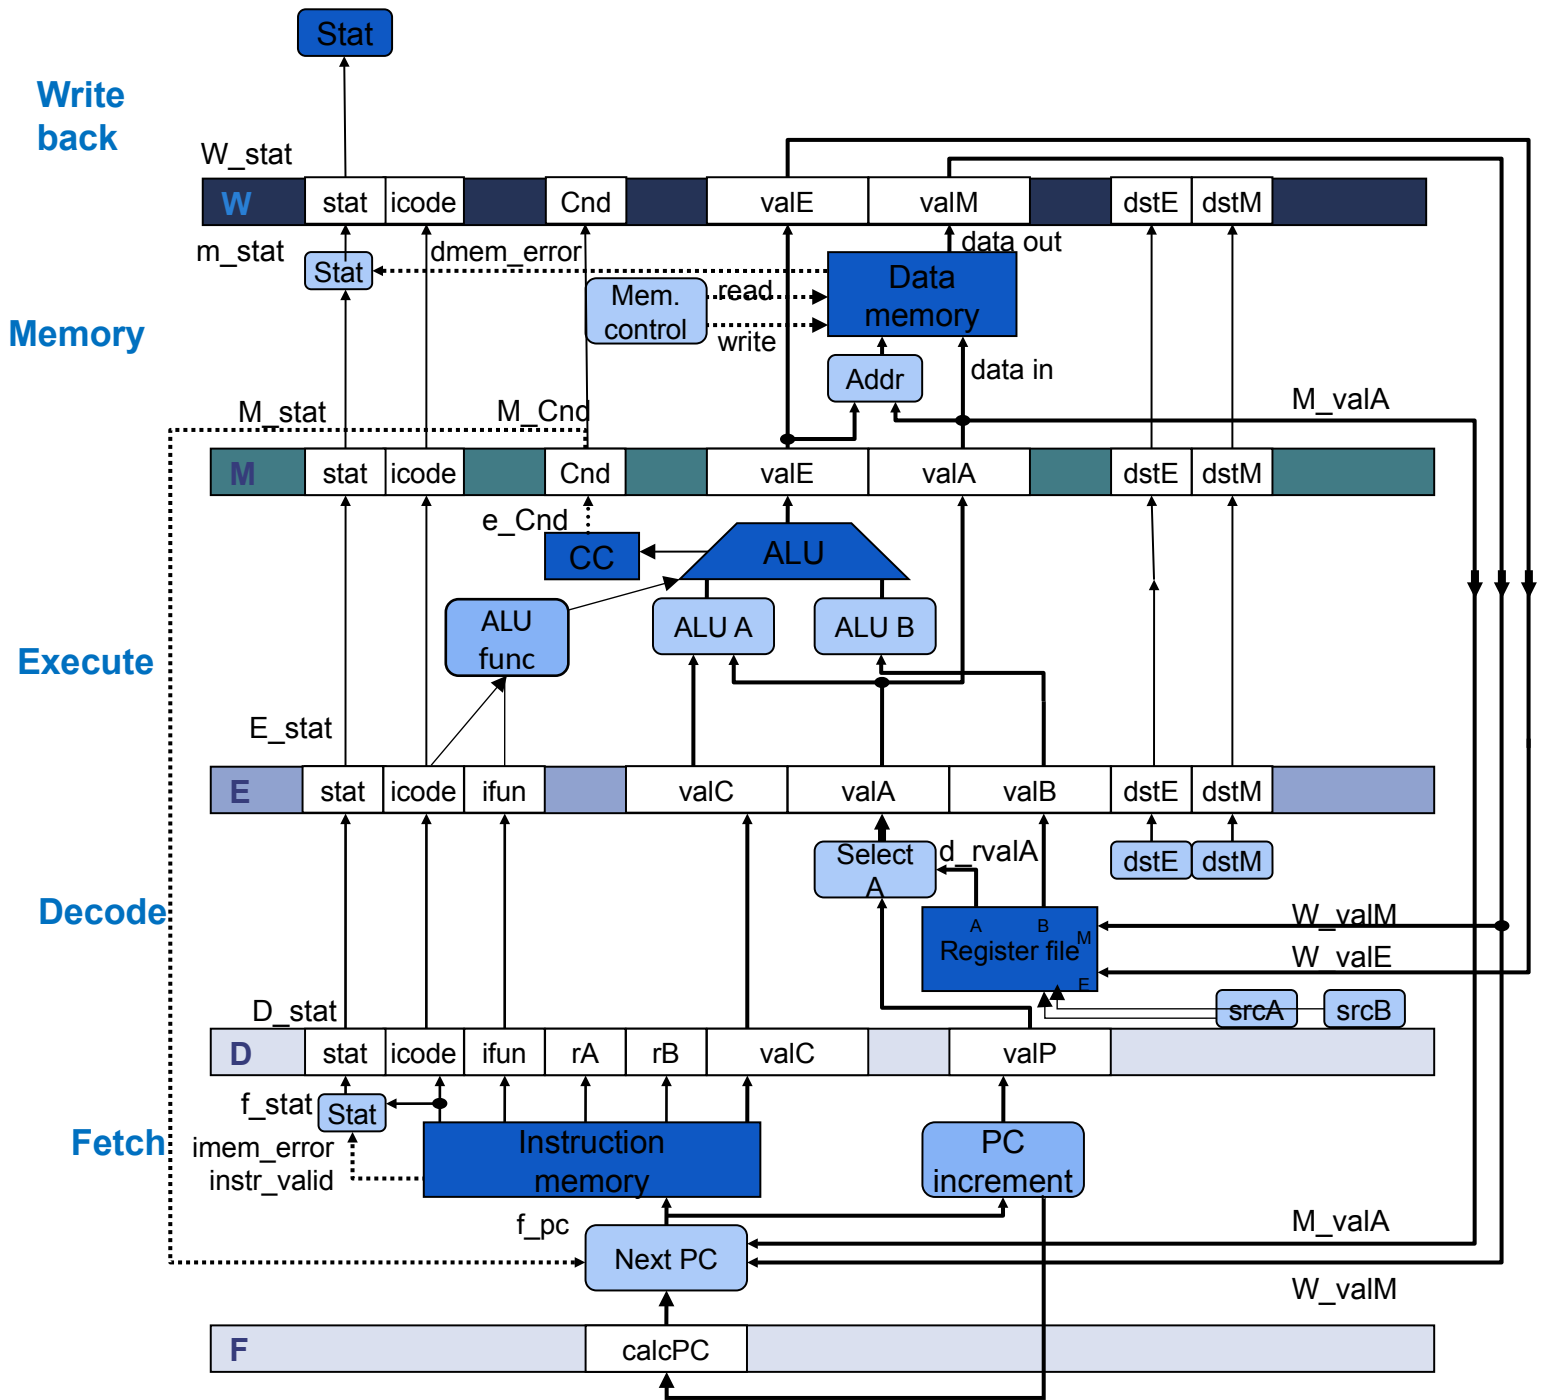 Stat
Write
back
W_stat
W
stat
icode
Cnd
valE
valM
dstE
dstM
m_stat
Stat
dmem_error
data out
Data
memory
Mem.
control
read
write
Memory
Addr
data in
M_stat
M_Cnd
M_valA
M
stat
icode
Cnd
valE
valA
dstE
dstM
e_Cnd
CC
ALU
ALU
func
ALU A
ALU B
Execute
E_stat
E
stat
icode
ifun
valC
valA
valB
dstE
dstM
Select
A
d_rvalA
dstE
dstM
Decode
A
B
M
Register file
E
W_valM
W_valE
D_stat
srcA
srcB
D
stat
icode
ifun
rA
rB
valC
valP
f_stat
Stat
Fetch
imem_error
instr_valid
Instruction
memory
PC
increment
f_pc
M_valA
Next PC
W_valM
F
calcPC